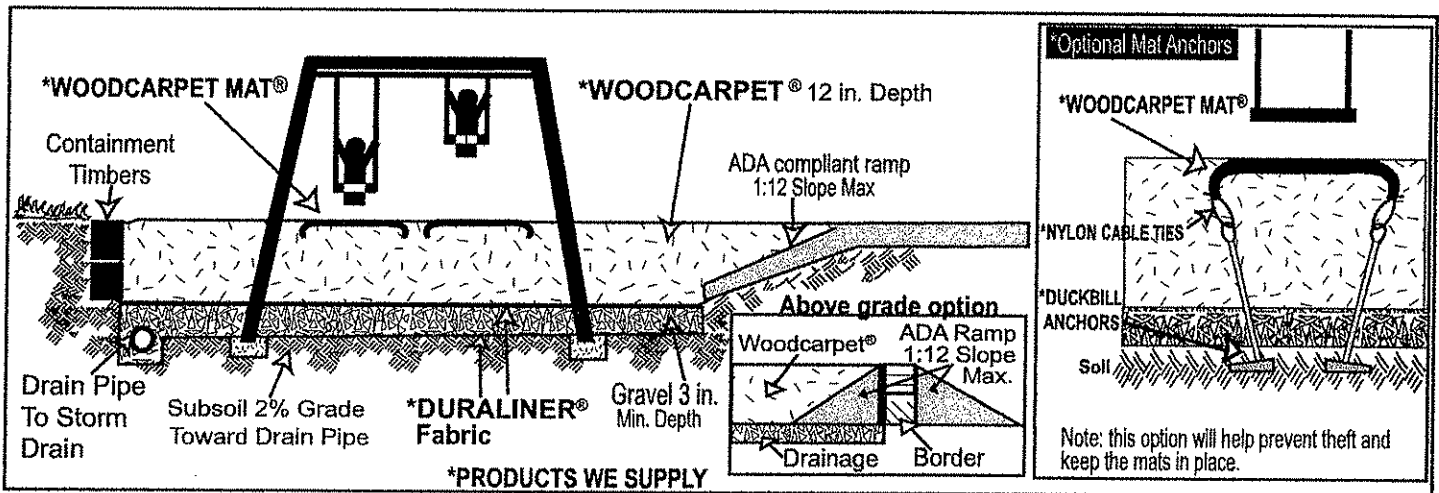 *WOODCARPET MAT®
Containment
Timbers
*WOODCARPET® 12 in. Depth
ADA compliant ramp
1:12 Slope Max
Drain Pipe
To Storm
Drain
Subsoil 2% Grade
Toward Drain Pipe
*DURALINER®
Fabric
Gravel 3 in.
Min. Depth
*PRODUCTS WE SUPPLY
Above grade option
Woodcarpet®
ADA Ramp
1:12 Slope
Max.
Drainage
Border
*Optional Mat Anchors
*WOODCARPET MAT®
*NYLON CABLE TIES
*DUCKBILL
ANCHORS
Soil
Note: this option will help prevent theft and
keep the mats in place.